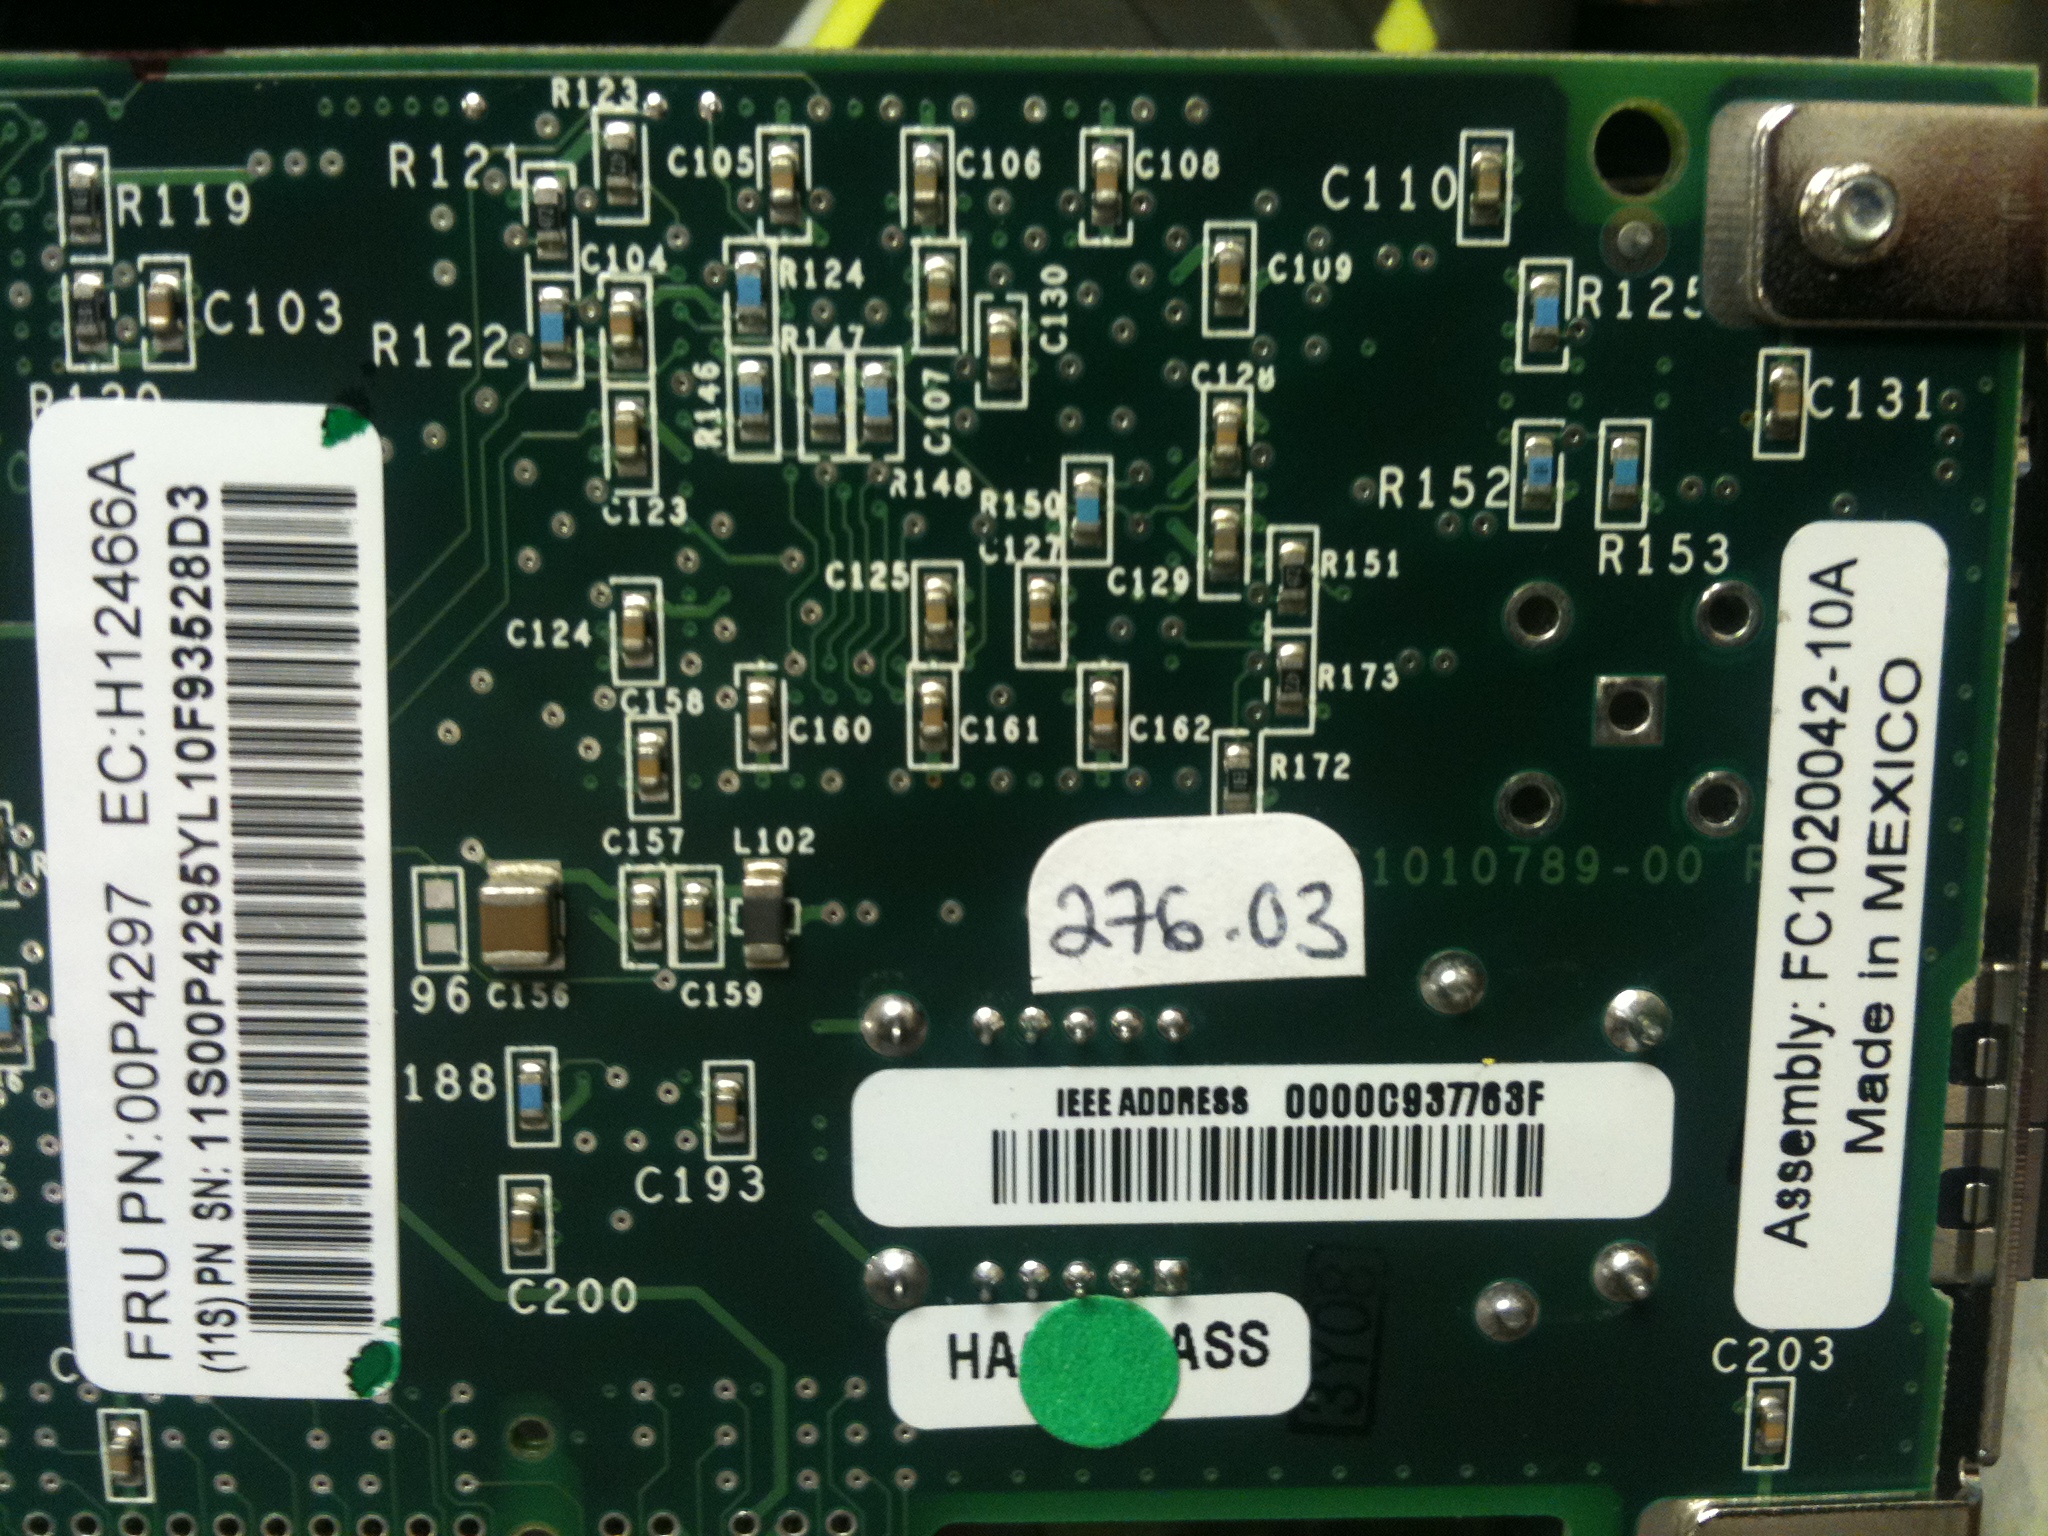 R123
R121
C105
C106
C108
C110
R119
C104
R124
C130
C109
R125
C103
R122
R147
R146
C107
C128
C131
R148
C123
R150
R152
C127
R151
R153
C125
C129
C124
C158
R173
C160
C161
C162
R172
C157
L102
96
C156
C159
276.03
1010789-00
188
C193
C200
C203
FRU PN:00P4297 EC:H12466A
(11S)PN SN:11S00P4295YL10F93528D3
IEEE ADDRESS 0000C937763F
ASS
3Y08
Assembly: FC1020042-10A
Made in MEXICO